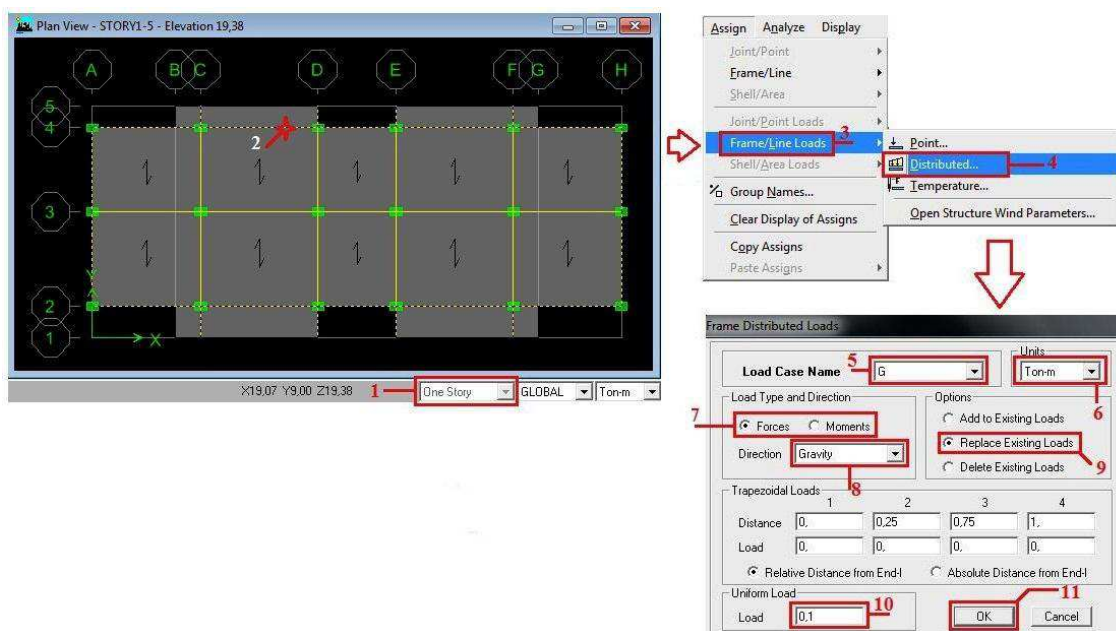 Plan View - STORY1-5 - Elevation 19,38
A B C D E F G H
5
4
3
2
1
2
Y
X
X19,07 Y9,00 Z19,38
1
One Story
GLOBAL
Ton-m
Assign Analyze Display
Joint/Point
Frame/Line
Shell/Area
Joint/Point Loads
Frame/Line Loads
3
Shell/Area Loads
Group Names...
Clear Display of Assigns
Copy Assigns
Paste Assigns
Point...
Distributed...
4
Temperature...
Open Structure Wind Parameters...
Frame Distributed Loads
Load Case Name
5
G
Units
Ton-m
6
Load Type and Direction
7
Forces Moments
Direction Gravity
8
Options
Add to Existing Loads
Replace Existing Loads
9
Delete Existing Loads
Trapezoidal Loads
1 2 3 4
Distance 0, 0,25 0,75 1,
Load 0, 0, 0, 0,
Relative Distance from End-I Absolute Distance from End-I
Uniform Load
Load 0,1
10
11
OK Cancel